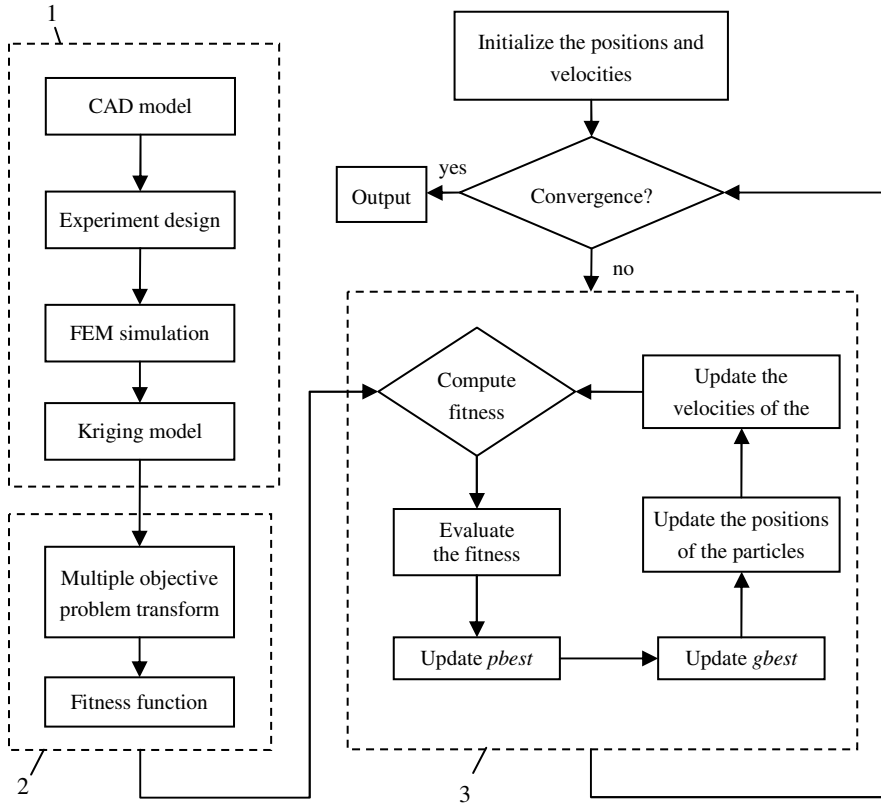 1
CAD model
Experiment design
FEM simulation
Kriging model
Multiple objective
problem transform
Fitness function
2
Initialize the positions and
velocities
Convergence?
yes
Output
no
Compute
fitness
Evaluate
the fitness
Update pbest
Update gbest
Update the positions
of the particles
Update the
velocities of the
3